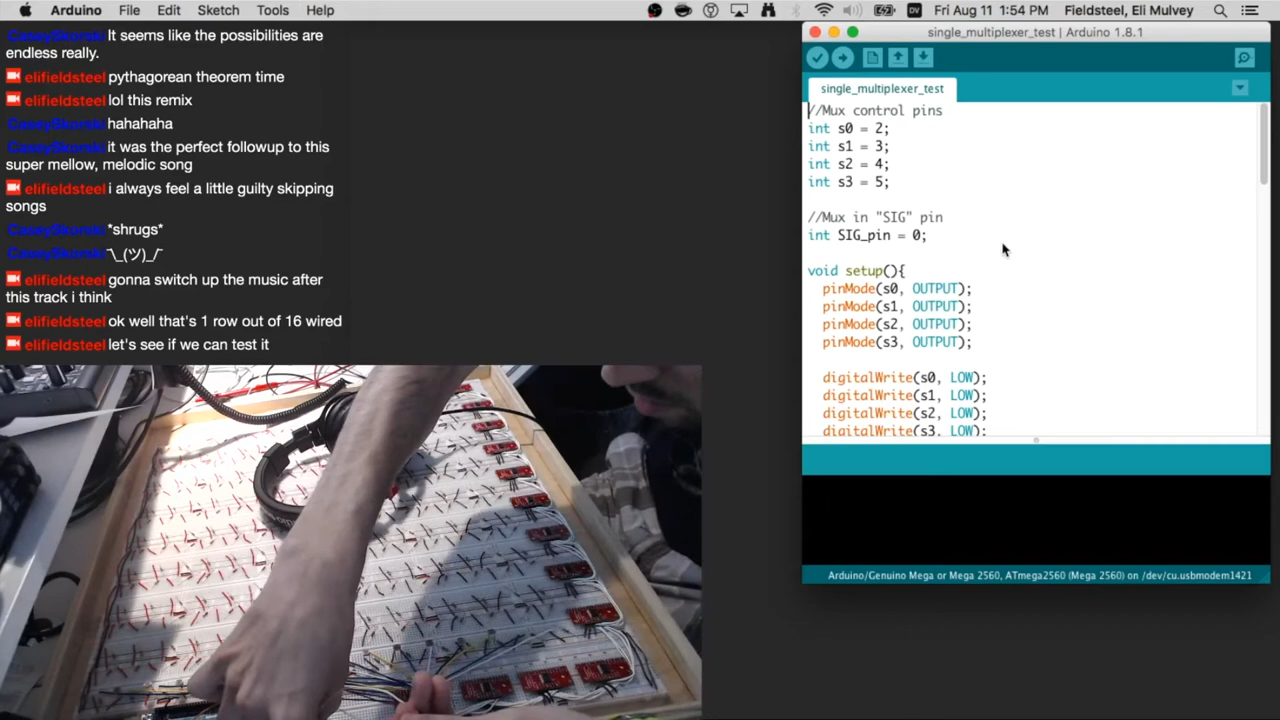 Arduino File Edit Sketch Tools Help
DV Fri Aug 11 1:54 PM Fieldsteel, Eli Mulvey
CaseySkorski It seems like the possibilities are
endless really.
elifieldsteel pythagorean theorem time
elifieldsteel lol this remix
CaseySkorski hahahaha
CaseySkorski it was the perfect followup to this
super mellow, melodic song
elifieldsteel i always feel a little guilty skipping
songs
CaseySkorski *shrugs*
CaseySkorski ¯\_(ツ)_/¯
elifieldsteel gonna switch up the music after
this track i think
elifieldsteel ok well that's 1 row out of 16 wired
elifieldsteel let's see if we can test it
single_multiplexer_test | Arduino 1.8.1
single_multiplexer_test
//Mux control pins
int s0 = 2;
int s1 = 3;
int s2 = 4;
int s3 = 5;
//Mux in "SIG" pin
int SIG_pin = 0;
void setup(){
pinMode(s0, OUTPUT);
pinMode(s1, OUTPUT);
pinMode(s2, OUTPUT);
pinMode(s3, OUTPUT);
digitalWrite(s0, LOW);
digitalWrite(s1, LOW);
digitalWrite(s2, LOW);
digitalWrite(s3, LOW);
Arduino/Genuino Mega or Mega 2560, ATmega2560 (Mega 2560) on /dev/cu.usbmodem1421